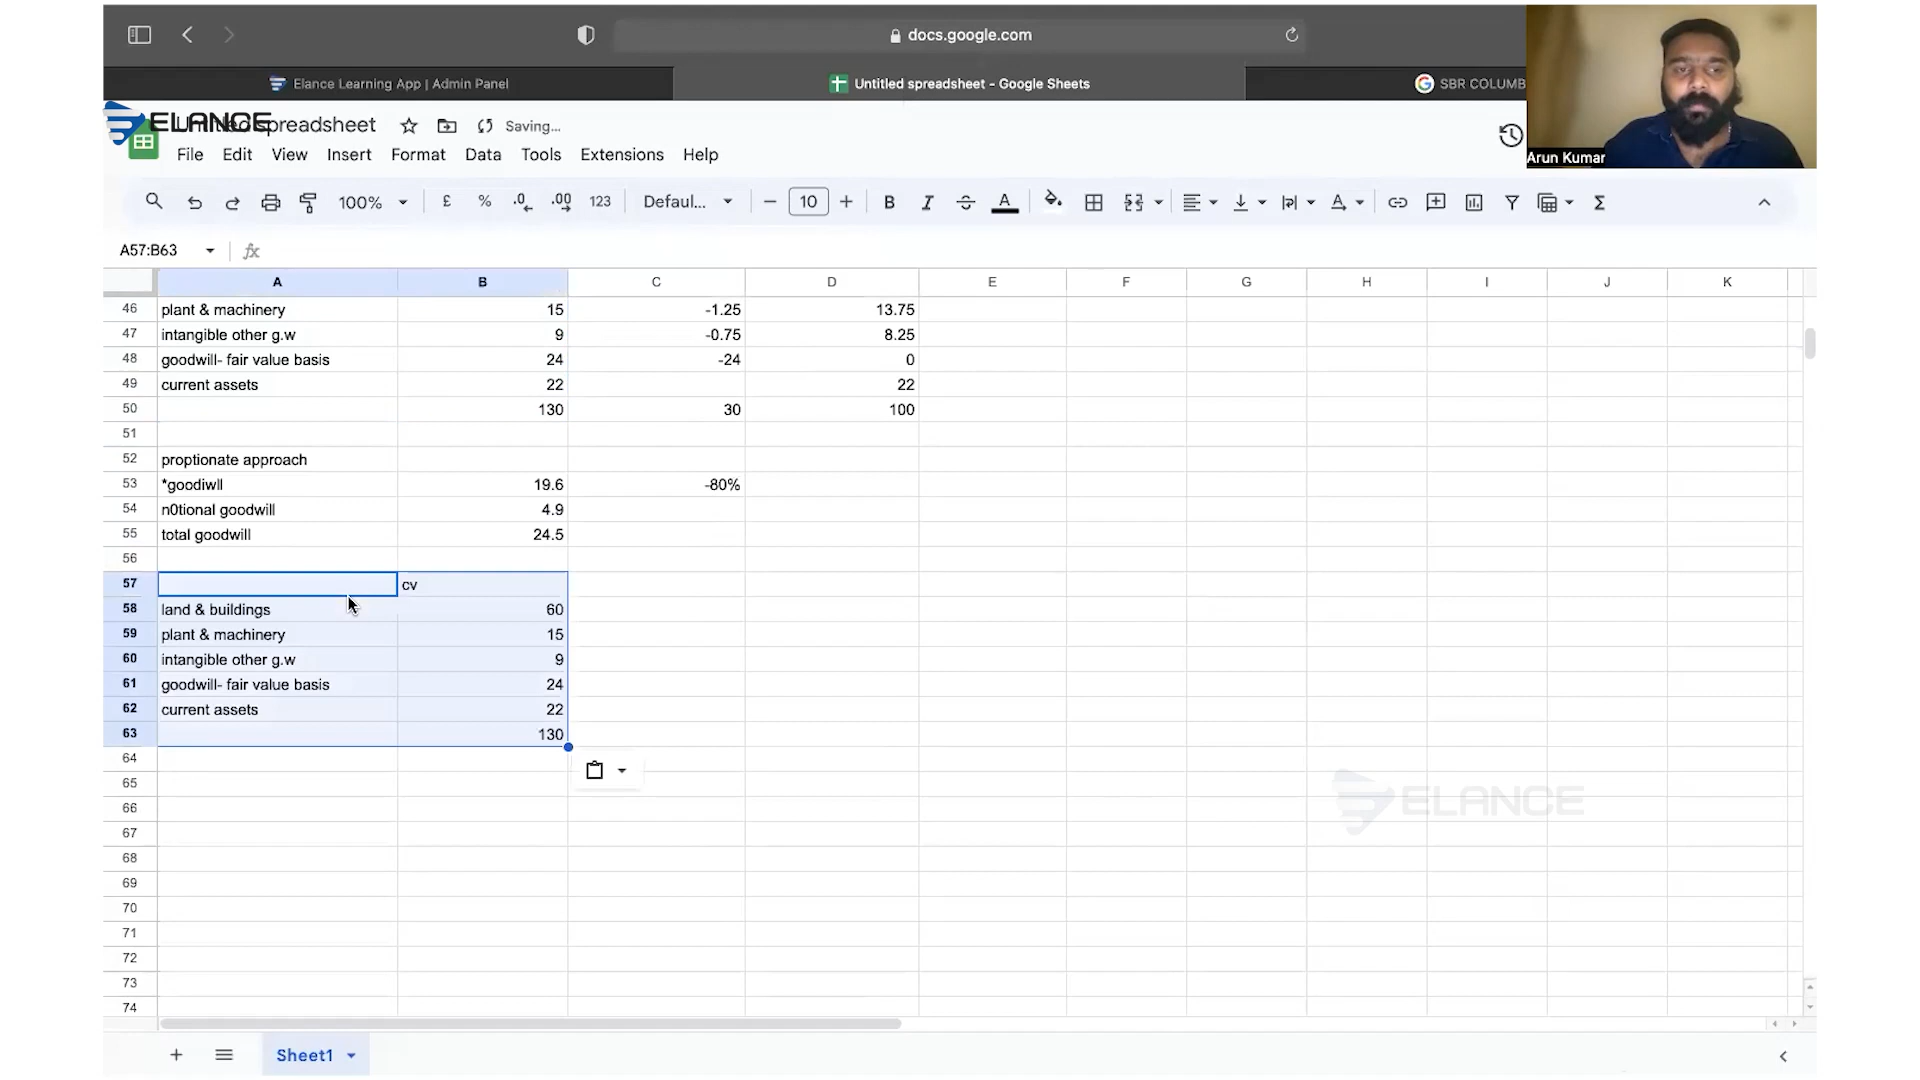 docs.google.com
Elance Learning App | Admin Panel
Untitled spreadsheet - Google Sheets
SBR COLUMB
ELANCE
spreadsheet
Saving...
File Edit View Insert Format Data Tools Extensions Help
Arun Kumar
100% £ % .0 .00 123 Defaul... 10 B I S A
A57:B63 fx
A B C D E F G H I J K
46 plant & machinery 15 -1.25 13.75
47 intangible other g.w 9 -0.75 8.25
48 goodwill- fair value basis 24 -24 0
49 current assets 22 22
50 130 30 100
51
52 proptionate approach
53 *goodiwll 19.6 -80%
54 n0tional goodwill 4.9
55 total goodwill 24.5
56
57 cv
58 land & buildings 60
59 plant & machinery 15
60 intangible other g.w 9
61 goodwill- fair value basis 24
62 current assets 22
63 130
64
65
66
67
68
69
70
71
72
73
74
ELANCE
Sheet1